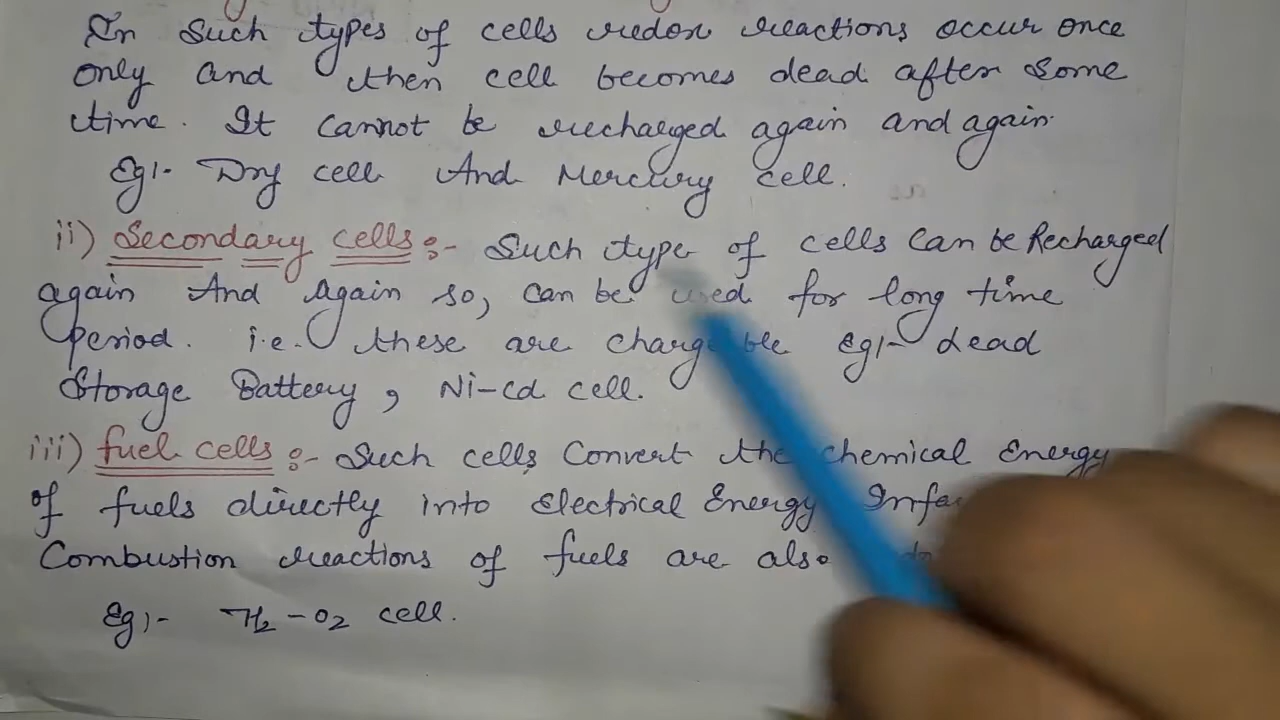 In such types of cells redox reactions occur once
only and then cell becomes dead after some
time. It cannot be recharged again and again.
Eg:- Dry cell And Mercury cell.
ii) Secondary cells :- Such type of cells can be Recharged
again And Again so, can be used for long time
period. i.e. these are chargeable Eg:- dead
Storage Battery, Ni-Cd cell.
iii) fuel cells :- Such cells Convert the chemical Energy
of fuels directly into Electrical Energy
Combustion reactions of fuels are also
Eg:- H2-O2 cell.